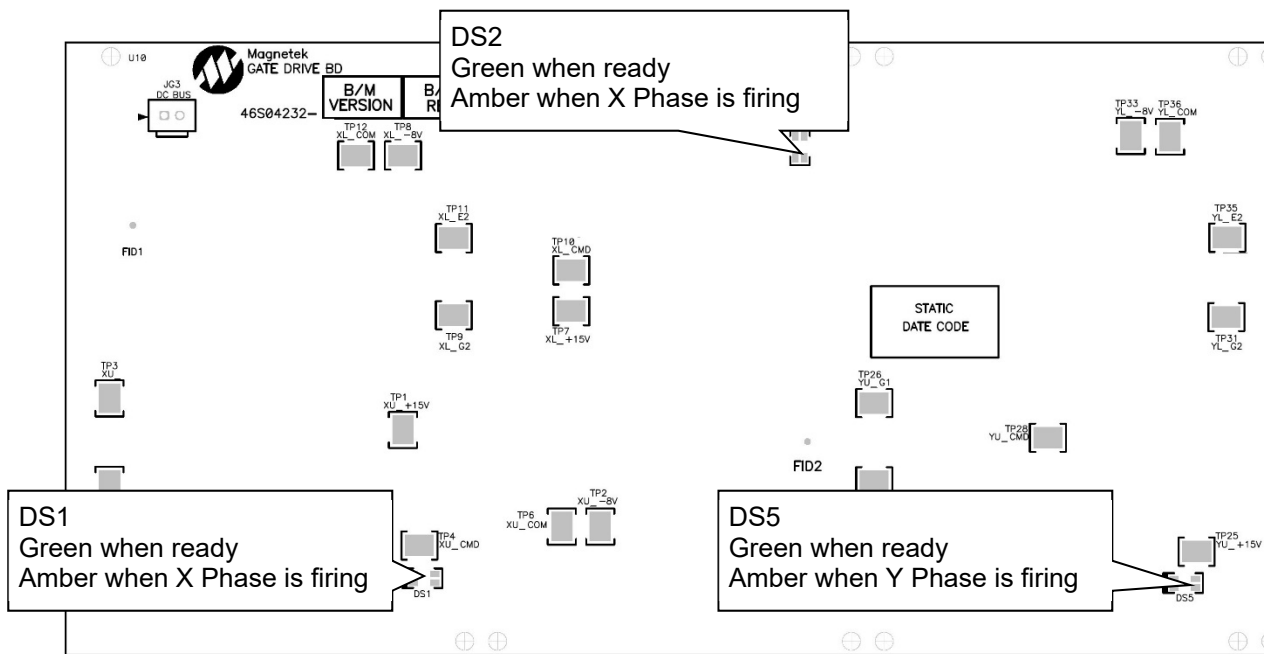 DS2
Green when ready
Amber when X Phase is firing
U10
Magnetek
GATE DRIVE BD
JG3
DC BUS
46S04232-
B/M
VERSION
B/
RE
TP12
XL_COM
TP8
XL_-8V
TP33
YL_-8V
TP36
YL_COM
TP11
XL_E2
TP10
XL_CMD
TP35
YL_E2
FID1
TP9
XL_G2
TP7
XL_+15V
STATIC
DATE CODE
TP31
YL_G2
TP3
XU_
TP1
XU_+15V
TP26
YU_G1
TP28
YU_CMD
FID2
DS1
Green when ready
Amber when X Phase is firing
TP4
XU_CMD
DS1
TP6
XU_COM
TP2
XU_-8V
DS5
Green when ready
Amber when Y Phase is firing
TP25
YU_+15V
DS5